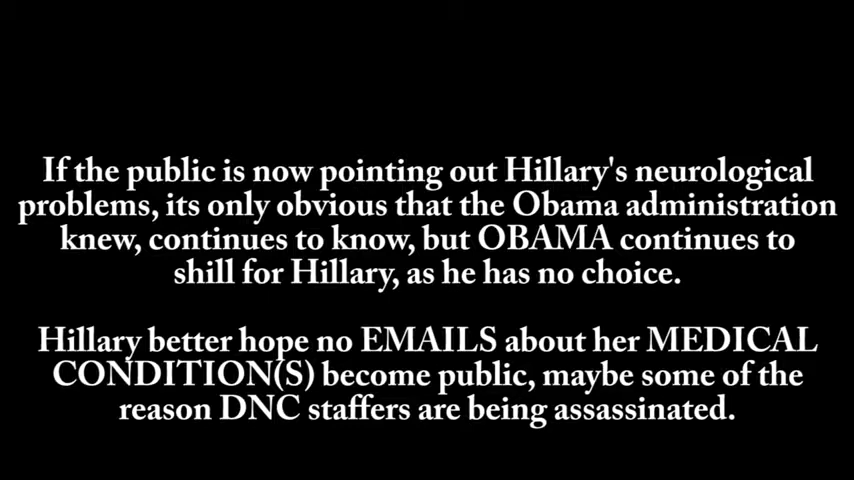 If the public is now pointing out Hillary's neurological
problems, its only obvious that the Obama administration
knew, continues to know, but OBAMA continues to
shill for Hillary, as he has no choice.
Hillary better hope no EMAILS about her MEDICAL
CONDITION(S) become public, maybe some of the
reason DNC staffers are being assassinated.